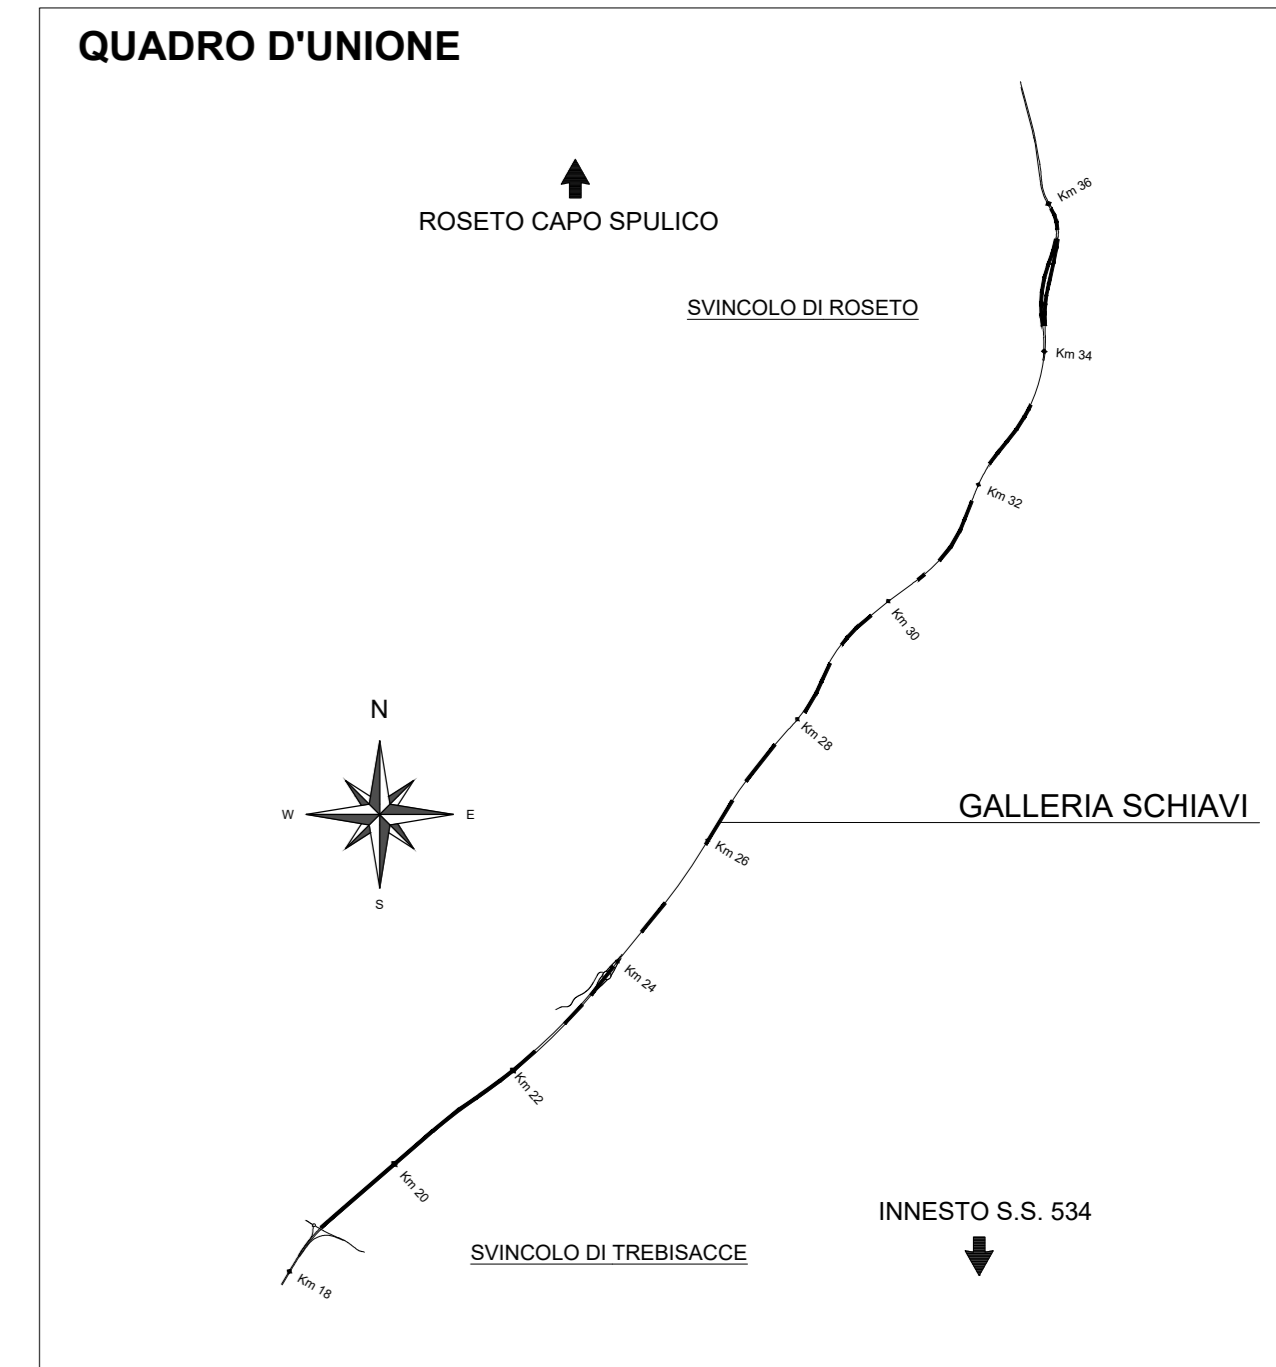 QUADRO D'UNIONE
Km 36
ROSETO CAPO SPULICO
SVINCOLO DI ROSETO
Km 34
Km 32
Km 30
N
Km 28
GALLERIA SCHIAVI
W
E
Km 26
S
Km 24
Km 22
Km 20
INNESTO S.S. 534
SVINCOLO DI TREBISACCE
Km 18